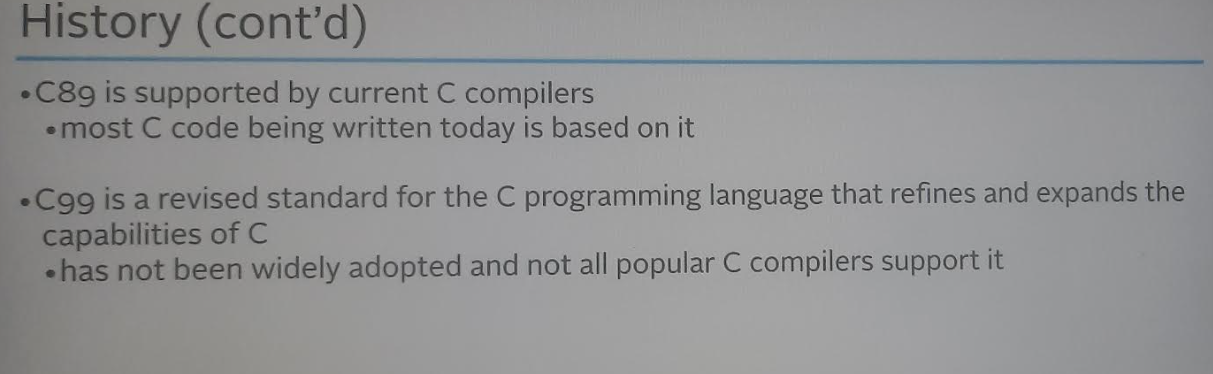 History (cont'd)
•C89 is supported by current C compilers
•most C code being written today is based on it
•C99 is a revised standard for the C programming language that refines and expands the
capabilities of C
•has not been widely adopted and not all popular C compilers support it